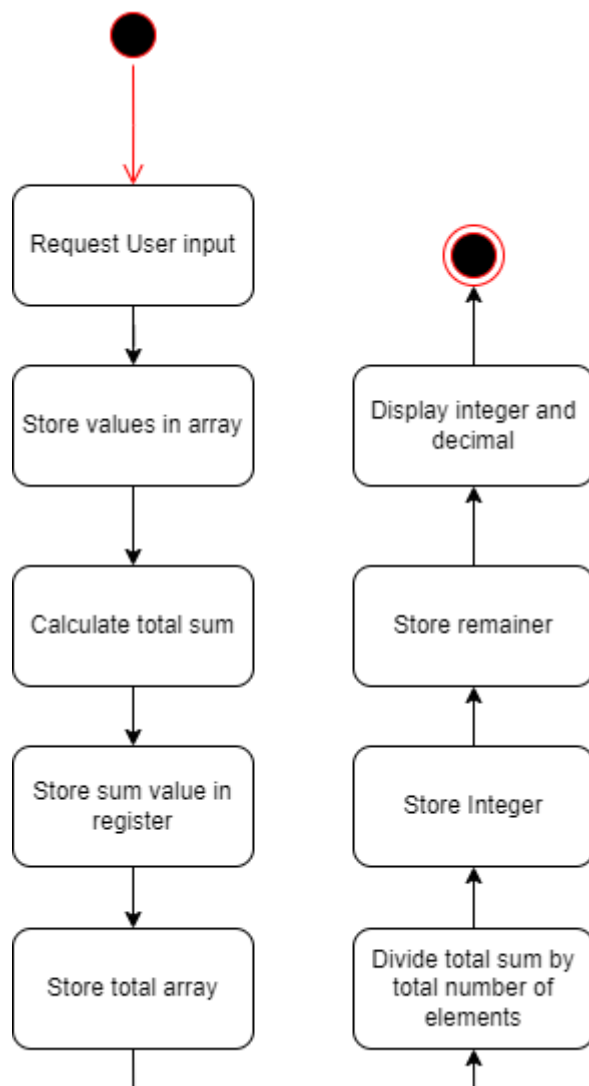 Request User input
Store values in array
Calculate total sum
Store sum value in
register
Store total array
Display integer and
decimal
Store remainer
Store Integer
Divide total sum by
total number of
elements